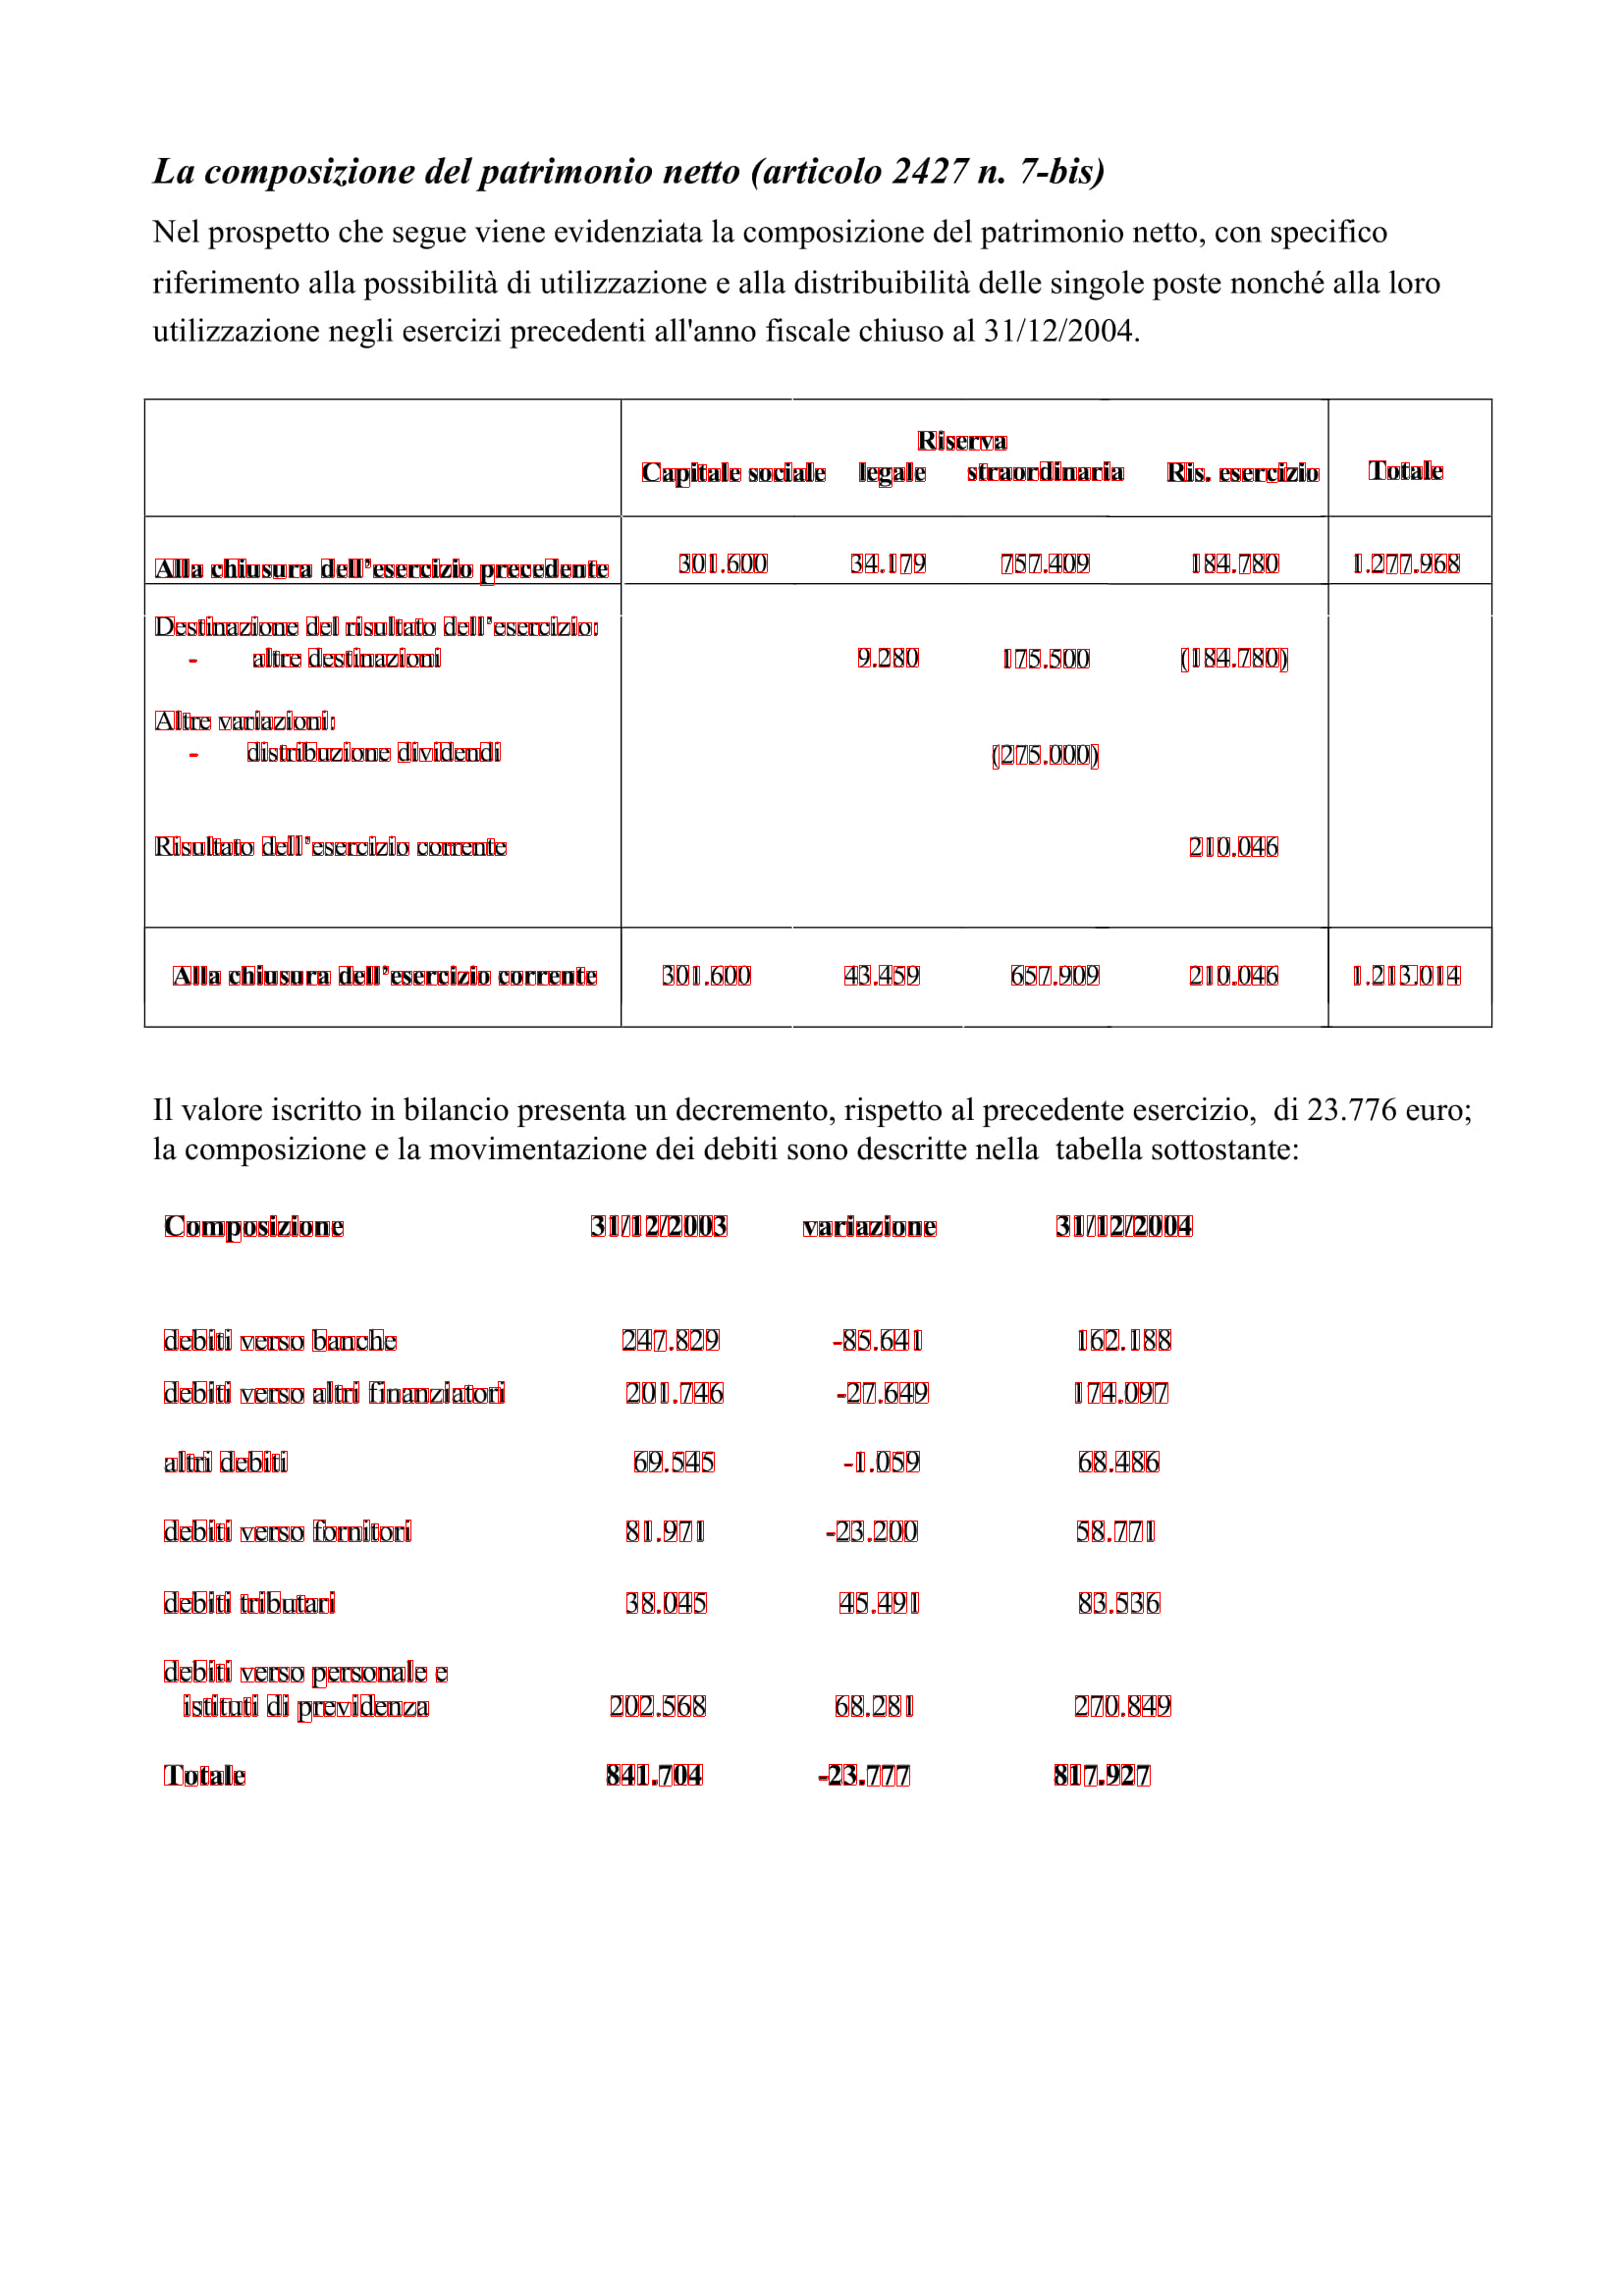 La composizione del patrimonio netto (articolo 2427 n. 7-bis)
Nel prospetto che segue viene evidenziata la composizione del patrimonio netto, con specifico
riferimento alla possibilità di utilizzazione e alla distribuibilità delle singole poste nonché alla loro
utilizzazione negli esercizi precedenti all'anno fiscale chiuso al 31/12/2004.
Riserva
Capitale sociale legale straordinaria Ris. esercizio Totale
Alla chiusura dell'esercizio precedente 301.600 34.179 757.409 184.780 1.277.968
Destinazione del risultato dell'esercizio:
- altre destinazioni 9.280 175.500 (184.780)
Altre variazioni:
- distribuzione dividendi (275.000)
Risultato dell'esercizio corrente 210.046
Alla chiusura dell'esercizio corrente 301.600 43.459 657.909 210.046 1.213.014
Il valore iscritto in bilancio presenta un decremento, rispetto al precedente esercizio, di 23.776 euro;
la composizione e la movimentazione dei debiti sono descritte nella tabella sottostante:
Composizione 31/12/2003 variazione 31/12/2004
debiti verso banche 247.829 -85.641 162.188
debiti verso altri finanziatori 201.746 -27.649 174.097
altri debiti 69.545 -1.059 68.486
debiti verso fornitori 81.971 -23.200 58.771
debiti tributari 38.045 45.491 83.536
debiti verso personale e
istituti di previdenza 202.568 68.281 270.849
Totale 841.704 -23.777 817.927